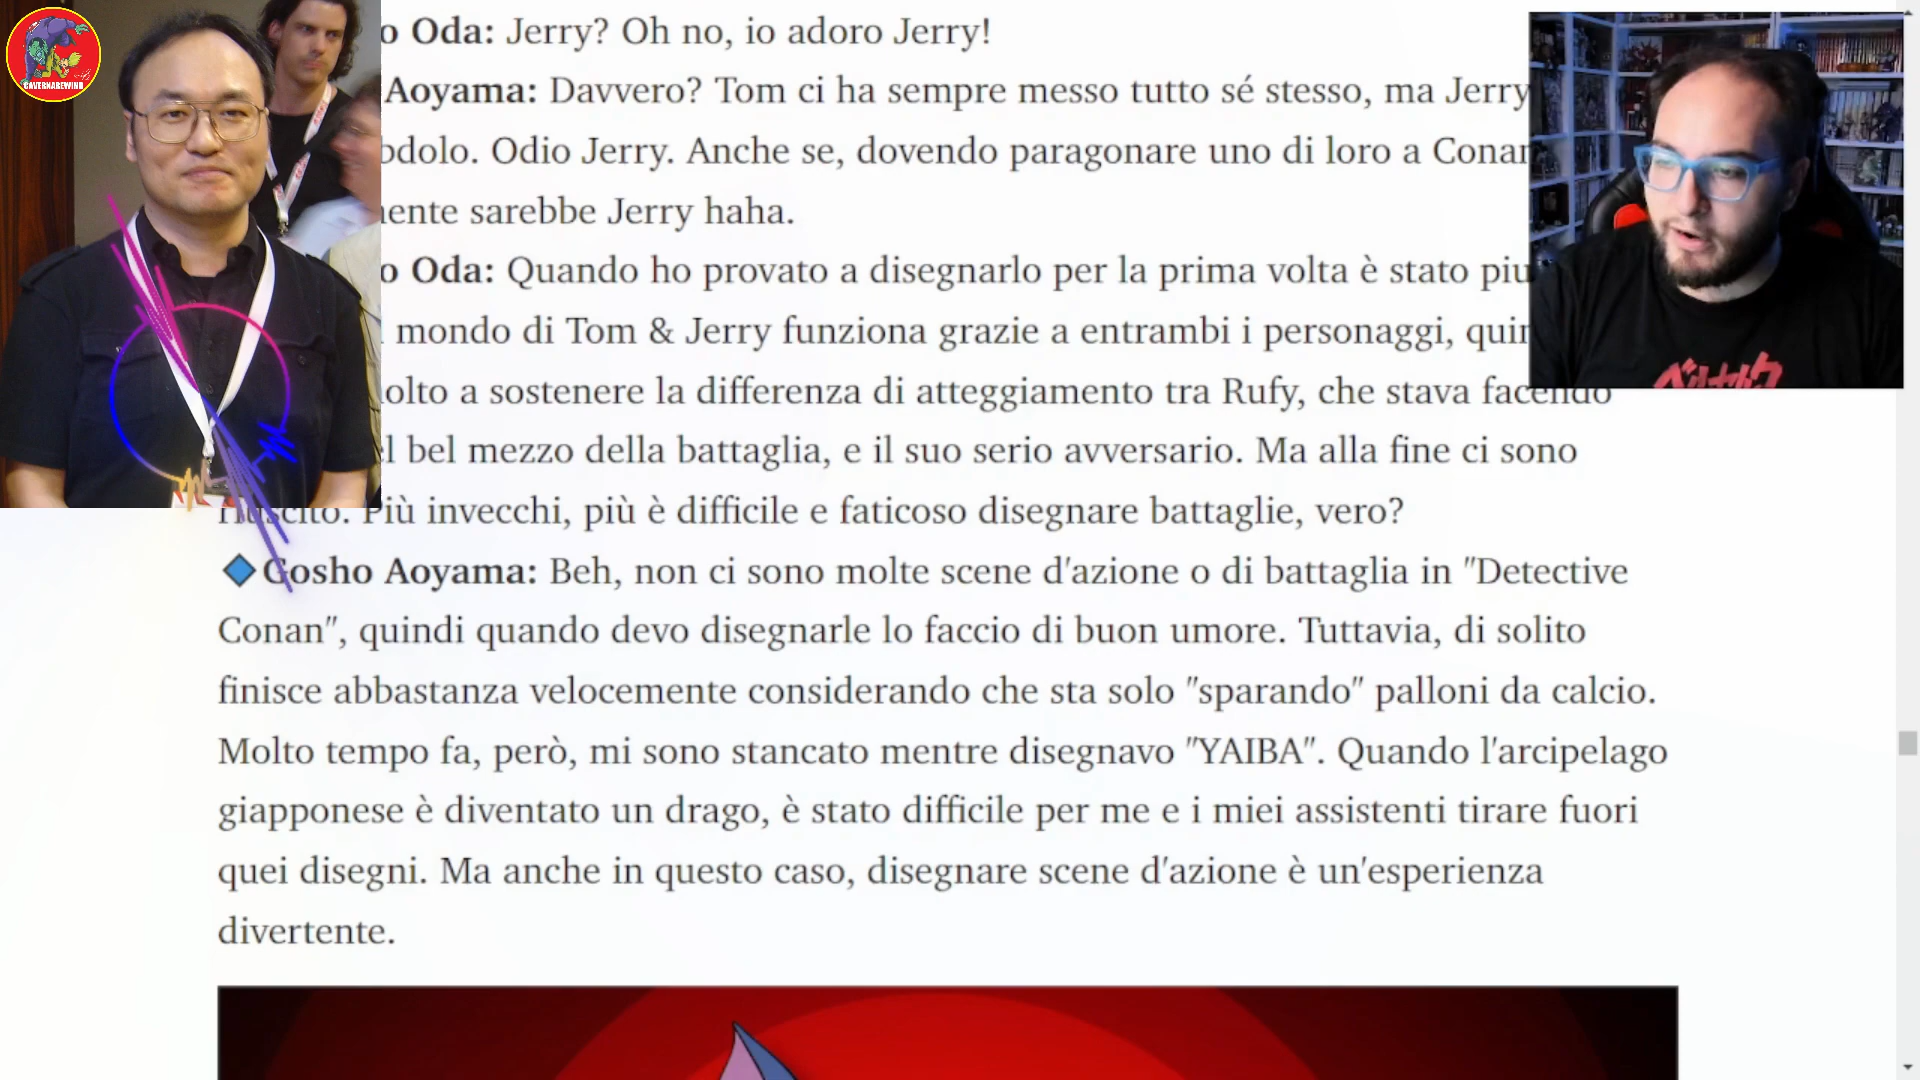 CAVERNAREWIND
o Oda: Jerry? Oh no, io adoro Jerry!
Aoyama: Davvero? Tom ci ha sempre messo tutto sé stesso, ma Jerry
odolo. Odio Jerry. Anche se, dovendo paragonare uno di loro a Conan
ente sarebbe Jerry haha.
o Oda: Quando ho provato a disegnarlo per la prima volta è stato piu
mondo di Tom & Jerry funziona grazie a entrambi i personaggi, quin
olto a sostenere la differenza di atteggiamento tra Rufy, che stava facendo
l bel mezzo della battaglia, e il suo serio avversario. Ma alla fine ci sono
riuscito. Più invecchi, più è difficile e faticoso disegnare battaglie, vero?
Gosho Aoyama: Beh, non ci sono molte scene d'azione o di battaglia in "Detective
Conan", quindi quando devo disegnarle lo faccio di buon umore. Tuttavia, di solito
finisce abbastanza velocemente considerando che sta solo "sparando" palloni da calcio.
Molto tempo fa, però, mi sono stancato mentre disegnavo "YAIBA". Quando l'arcipelago
giapponese è diventato un drago, è stato difficile per me e i miei assistenti tirare fuori
quei disegni. Ma anche in questo caso, disegnare scene d'azione è un'esperienza
divertente.